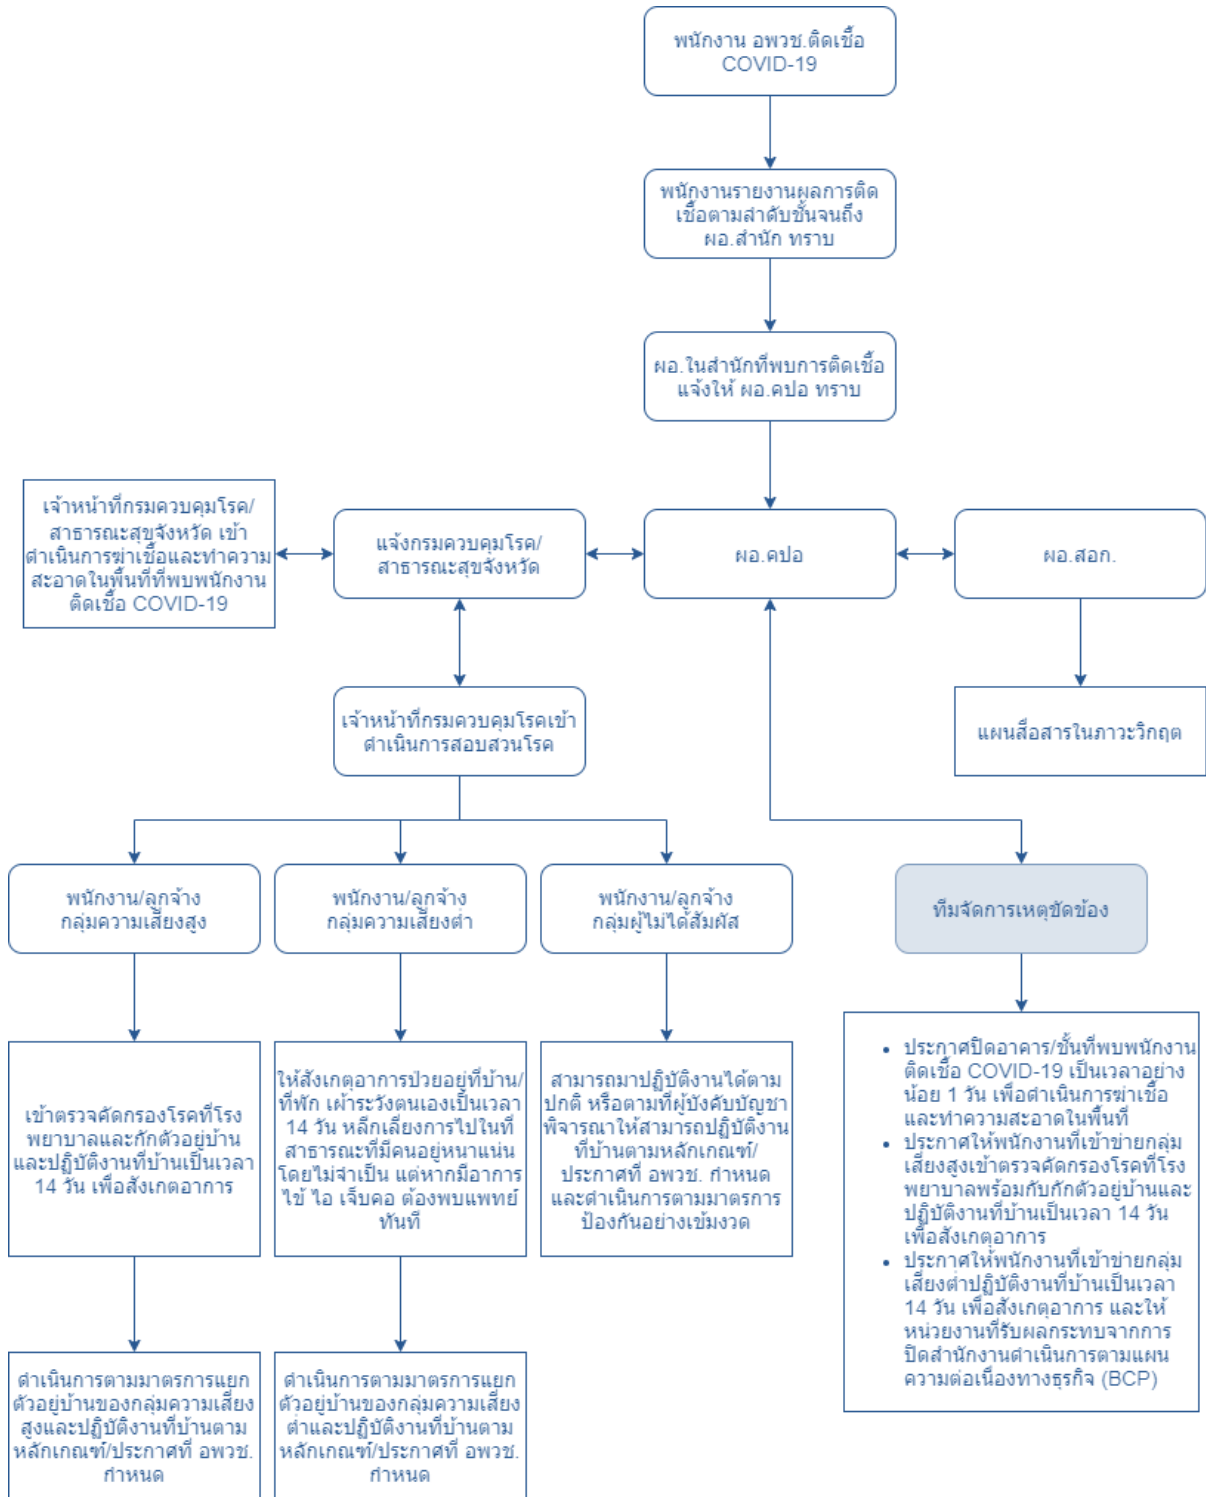 พนักงาน อพวช.ติดเชื้อ
COVID-19
พนักงานรายงานผลการติด
เชื้อตามลำดับชั้นจนถึง
ผอ.สำนัก ทราบ
ผอ.ในสำนักที่พบการติดเชื้อ
แจ้งให้ ผอ.คปอ ทราบ
เจ้าหน้าที่กรมควบคุมโรค/
สาธารณะสุขจังหวัด เข้า
ดำเนินการฆ่าเชื้อและทำความ
สะอาดในพื้นที่ที่พบพนักงาน
ติดเชื้อ COVID-19
แจ้งกรมควบคุมโรค/
สาธารณะสุขจังหวัด
ผอ.คปอ
ผอ.สอก.
เจ้าหน้าที่กรมควบคุมโรคเข้า
ดำเนินการสอบสวนโรค
แผนสื่อสารในภาวะวิกฤต
พนักงาน/ลูกจ้าง
กลุ่มความเสี่ยงสูง
พนักงาน/ลูกจ้าง
กลุ่มความเสี่ยงต่ำ
พนักงาน/ลูกจ้าง
กลุ่มผู้ไม่ได้สัมผัส
ทีมจัดการเหตุขัดข้อง
เข้าตรวจคัดกรองโรคที่โรง
พยาบาลและกักตัวอยู่บ้าน
และปฏิบัติงานที่บ้านเป็นเวลา
14 วัน เพื่อสังเกตอาการ
ให้สังเกตุอาการป่วยอยู่ที่บ้าน/
ที่พัก เฝ้าระวังตนเองเป็นเวลา
14 วัน หลีกเลี่ยงการไปในที่
สาธารณะที่มีคนอยู่หนาแน่น
โดยไม่จำเป็น แต่หากมีอาการ
ไข้ ไอ เจ็บคอ ต้องพบแพทย์
ทันที
สามารถมาปฏิบัติงานได้ตาม
ปกติ หรือตามที่ผู้บังคับบัญชา
พิจารณาให้สามารถปฏิบัติงาน
ที่บ้านตามหลักเกณฑ์/
ประกาศที่ อพวช. กำหนด
และดำเนินการตามมาตรการ
ป้องกันอย่างเข้มงวด
• ประกาศปิดอาคาร/ชั้นที่พบพนักงาน
ติดเชื้อ COVID-19 เป็นเวลาอย่าง
น้อย 1 วัน เพื่อดำเนินการฆ่าเชื้อ
และทำความสะอาดในพื้นที่
• ประกาศให้พนักงานที่เข้าข่ายกลุ่ม
เสี่ยงสูงเข้าตรวจคัดกรองโรคที่โรง
พยาบาลพร้อมกับกักตัวอยู่บ้านและ
ปฏิบัติงานที่บ้านเป็นเวลา 14 วัน
เพื่อสังเกตุอาการ
• ประกาศให้พนักงานที่เข้าข่ายกลุ่ม
เสี่ยงต่ำปฏิบัติงานที่บ้านเป็นเวลา
14 วัน เพื่อสังเกตุอาการ และให้
หน่วยงานที่รับผลกระทบจากการ
ปิดสำนักงานดำเนินการตามแผน
ความต่อเนื่องทางธุรกิจ (BCP)
ดำเนินการตามมาตรการแยก
ตัวอยู่บ้านของกลุ่มความเสี่ยง
สูงและปฏิบัติงานที่บ้านตาม
หลักเกณฑ์/ประกาศที่ อพวช.
กำหนด
ดำเนินการตามมาตรการแยก
ตัวอยู่บ้านของกลุ่มความเสี่ยง
ต่ำและปฏิบัติงานที่บ้านตาม
หลักเกณฑ์/ประกาศที่ อพวช.
กำหนด